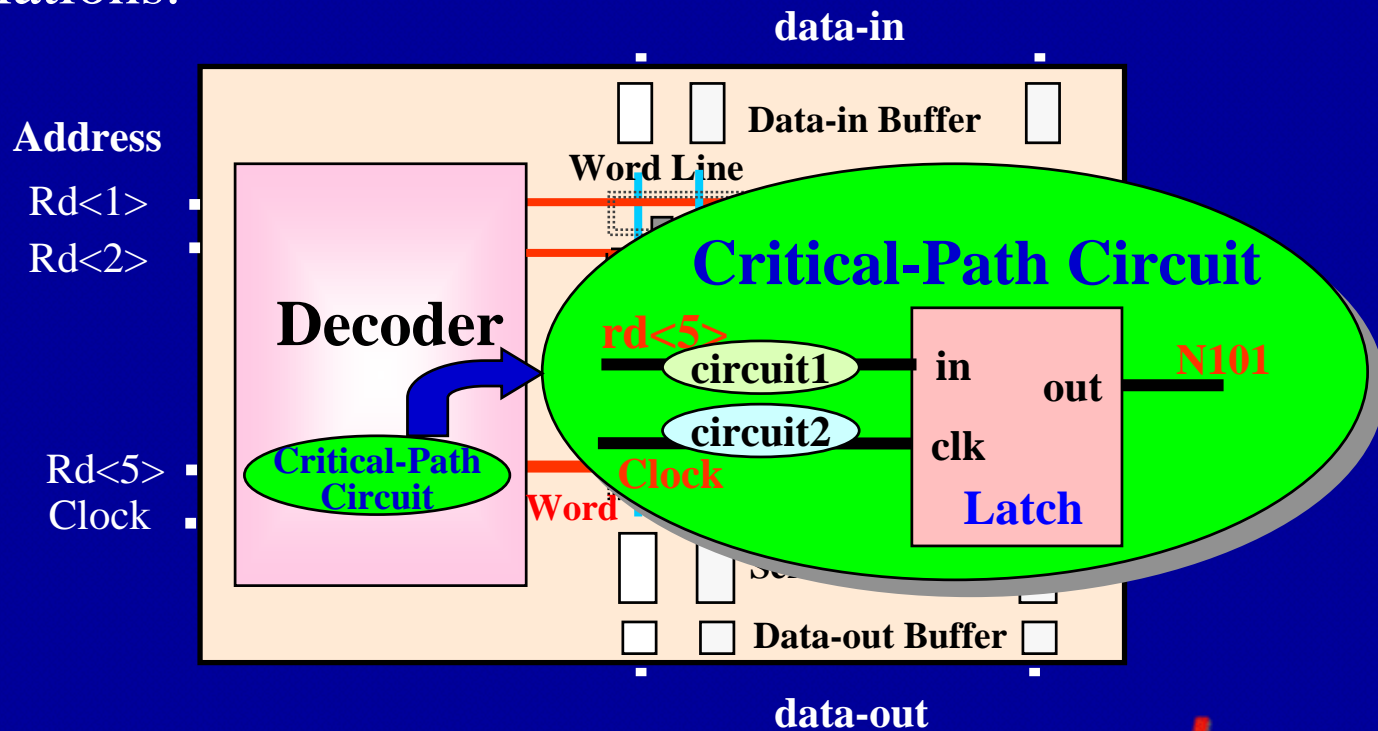 data-in
Address
Data-in Buffer
Word Line
Rd<1>
Rd<2>
Critical-Path Circuit
Decoder
rd<5>
circuit1
in
N101
out
circuit2
clk
Critical-Path
Circuit
Rd<5>
Clock
Clock
Word
Latch
Data-out Buffer
data-out